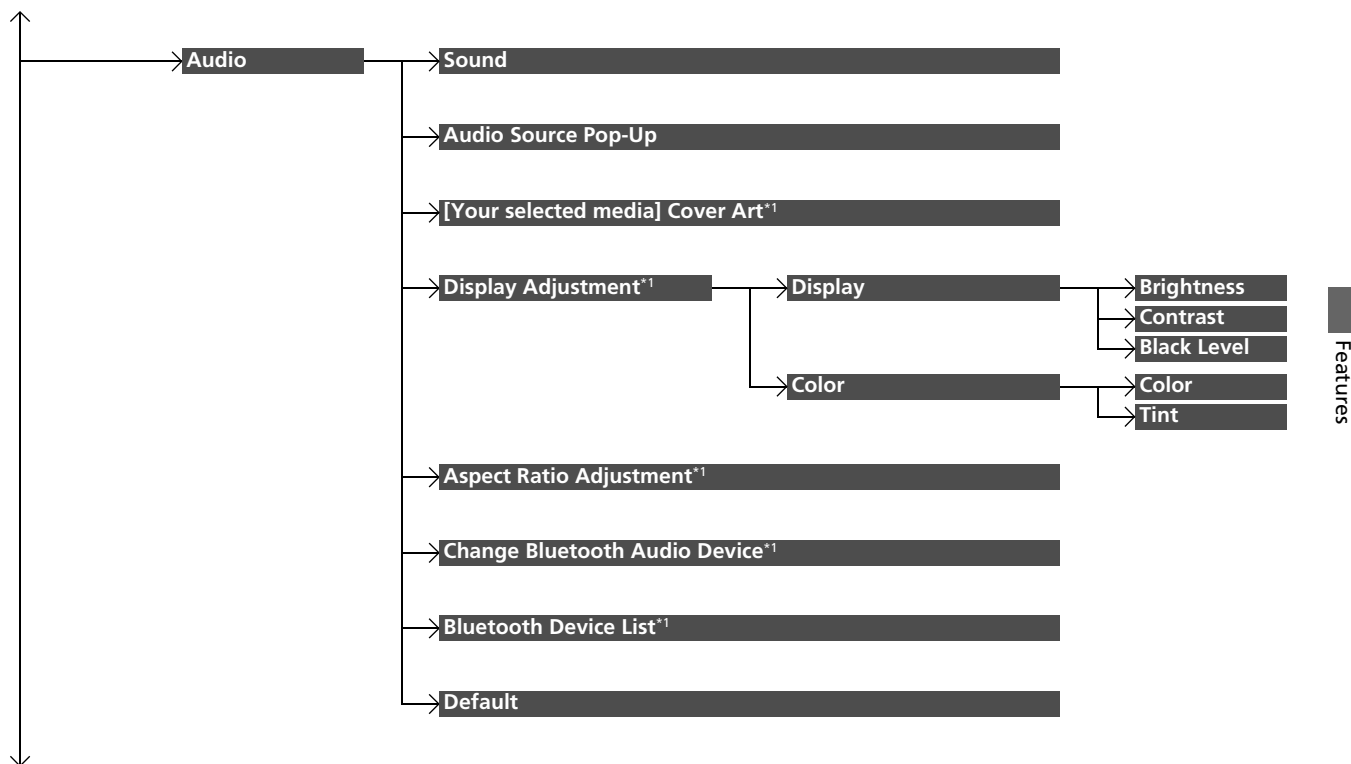 Audio
Sound
Audio Source Pop-Up
[Your selected media] Cover Art*1
Display Adjustment*1
Display
Brightness
Contrast
Black Level
Color
Color
Tint
Aspect Ratio Adjustment*1
Change Bluetooth Audio Device*1
Bluetooth Device List*1
Default
Features